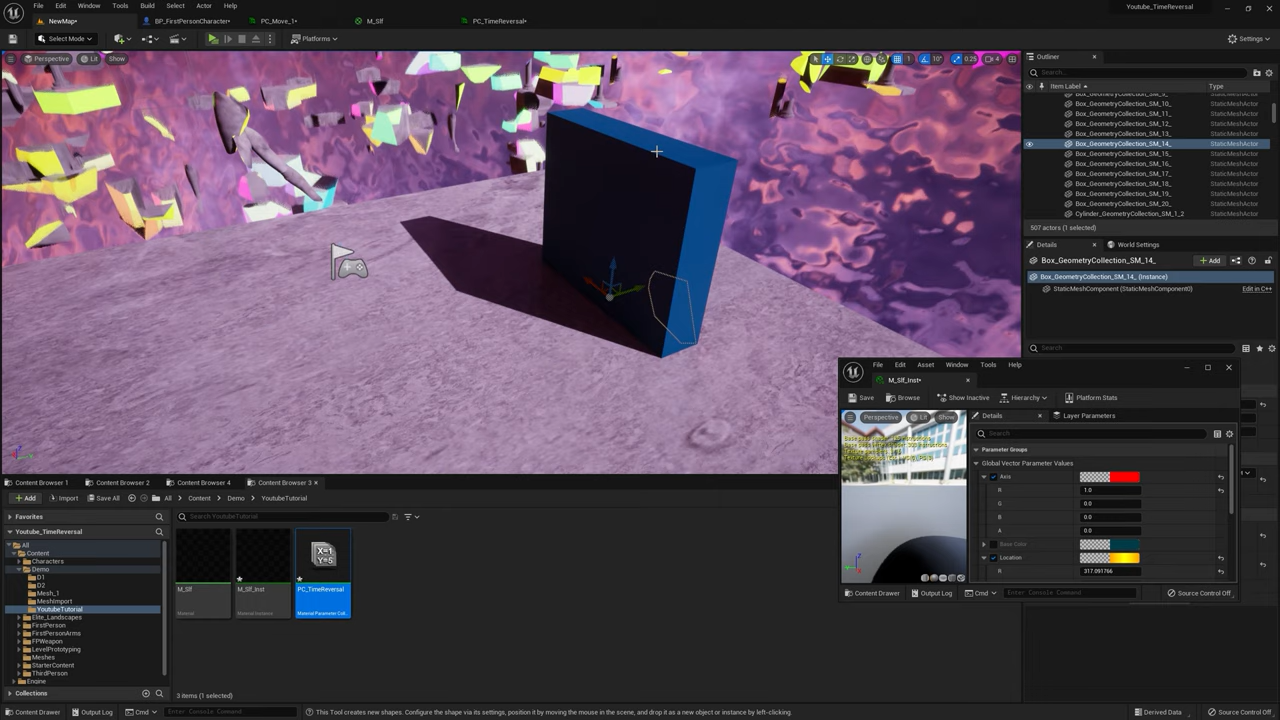 File Edit Window Tools Build Select Actor Help
Youtube_TimeReversal
NewMap* BP_FirstPersonCharacter* PC_Move_1* M_Slf PC_TimeReversal*
Select Mode Platforms Settings
Perspective Lit Show 1 10° 0.25 4
Outliner
Search...
Item Label Type
Box_GeometryCollection_SM_10_ StaticMeshActor
Box_GeometryCollection_SM_11_ StaticMeshActor
Box_GeometryCollection_SM_12_ StaticMeshActor
Box_GeometryCollection_SM_13_ StaticMeshActor
Box_GeometryCollection_SM_14_ StaticMeshActor
Box_GeometryCollection_SM_15_ StaticMeshActor
Box_GeometryCollection_SM_16_ StaticMeshActor
Box_GeometryCollection_SM_17_ StaticMeshActor
Box_GeometryCollection_SM_18_ StaticMeshActor
Box_GeometryCollection_SM_19_ StaticMeshActor
Box_GeometryCollection_SM_20_ StaticMeshActor
Cylinder_GeometryCollection_SM_1_2 StaticMeshActor
507 actors (1 selected)
Details World Settings
Box_GeometryCollection_SM_14_ Add
Box_GeometryCollection_SM_14_ (Instance)
StaticMeshComponent (StaticMeshComponent0) Edit in C++
Search
File Edit Asset Window Tools Help
M_Slf_Inst*
Save Browse Show Inactive Hierarchy Platform Stats
Perspective Lit Show
Details Layer Parameters
Search
Parameter Groups
Global Vector Parameter Values
Axis
R 1.0
G 0.0
B 0.0
A 0.0
Base Color
Location
R 317.091766
Content Drawer Output Log Cmd Enter Console Command Source Control Off
Content Browser 1 Content Browser 2 Content Browser 4 Content Browser 3
Add Import Save All All Content Demo YoutubeTutorial
Favorites
Youtube_TimeReversal
All
Content
Characters
Demo
D1
D2
Mesh_1
MeshImport
YoutubeTutorial
Elite_Landscapes
FirstPerson
FirstPersonArms
FPWeapon
LevelPrototyping
Meshes
StarterContent
ThirdPerson
Engine
Collections
Search YoutubeTutorial
M_Slf
Material
M_Slf_Inst
Material Instance
X=1
Y=5
PC_TimeReversal
Material Parameter Coll...
3 items (1 selected)
Content Drawer Output Log Cmd Enter Console Command This Tool creates new shapes. Configure the shape via its settings, position it by moving the mouse in the scene, and drop it as a new object or instance by left-clicking. Derived Data Source Control Off